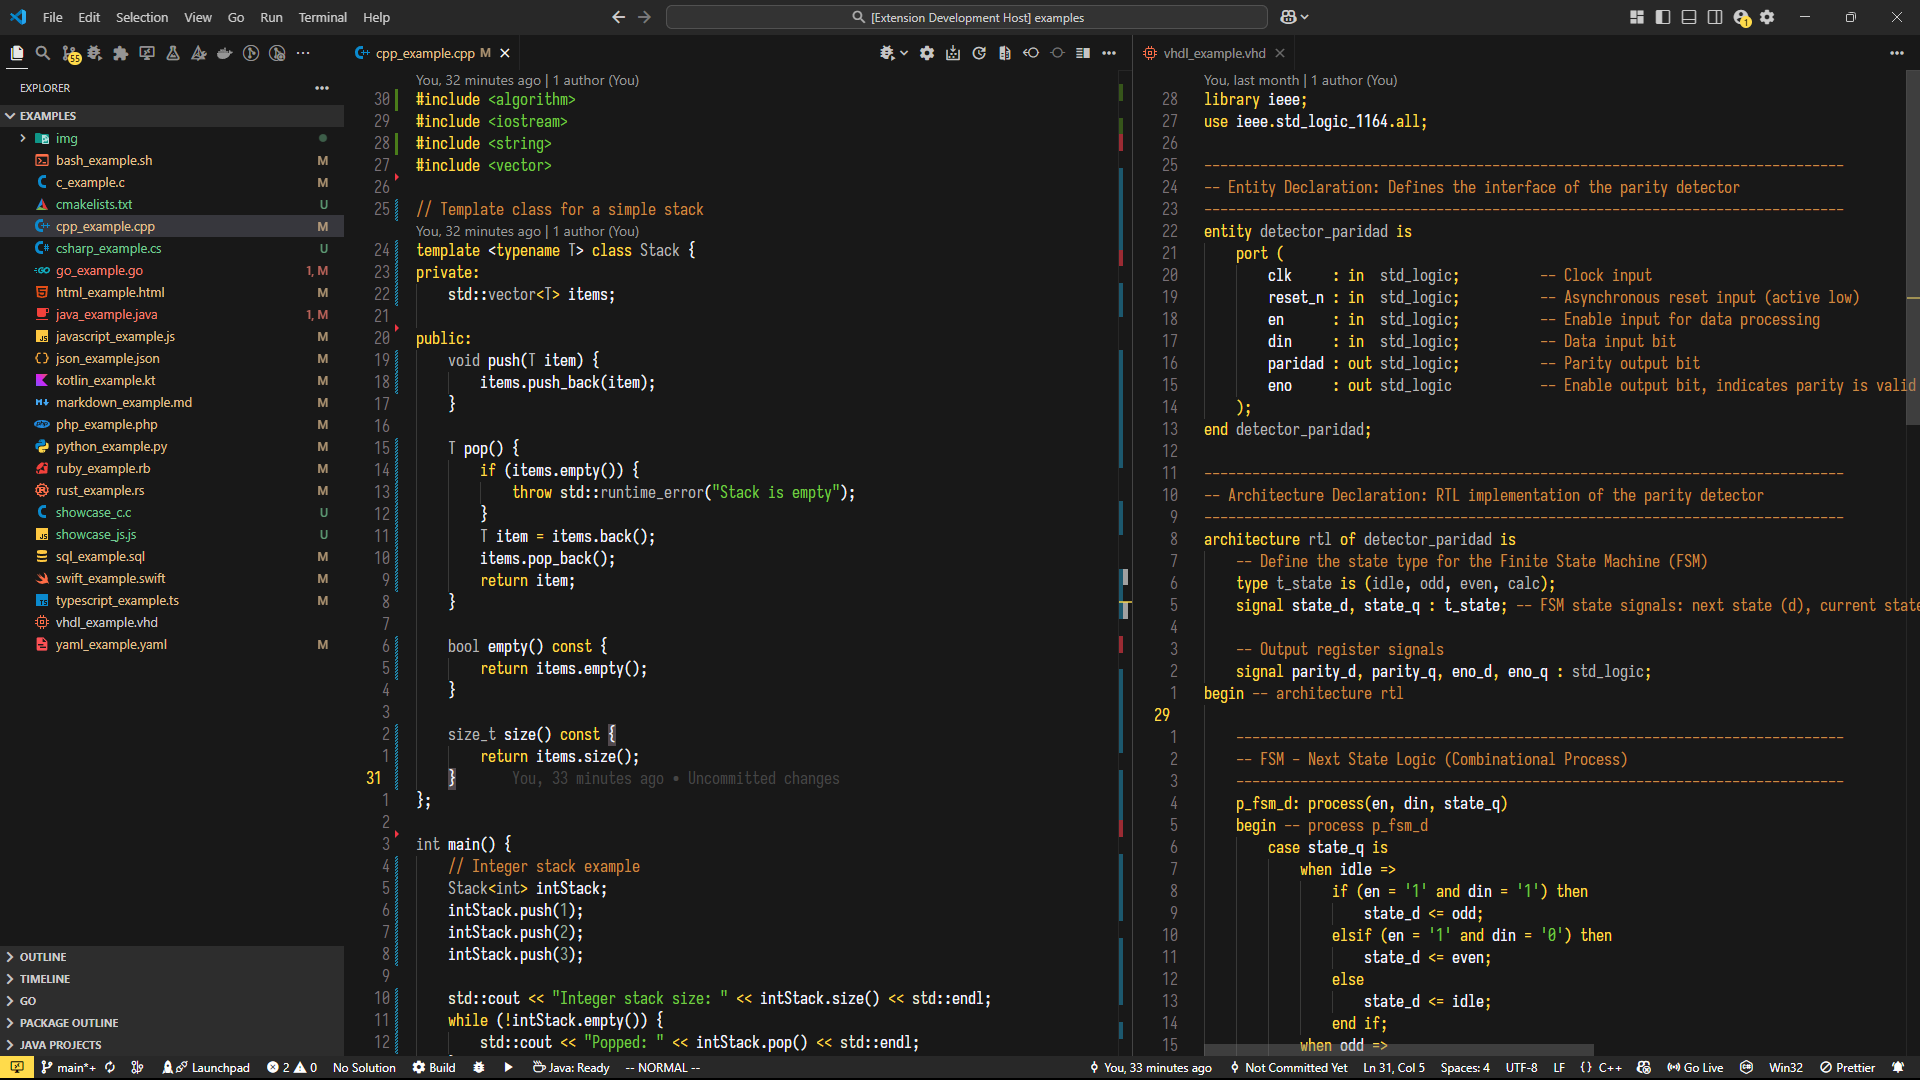 File Edit Selection View Go Run Terminal Help
[Extension Development Host] examples
1
55
cpp_example.cpp M
vhdl_example.vhd
EXPLORER
EXAMPLES
img
bash_example.sh M
c_example.c M
cmakelists.txt U
cpp_example.cpp M
csharp_example.cs U
go_example.go 1, M
html_example.html M
java_example.java 1, M
javascript_example.js M
json_example.json M
kotlin_example.kt M
markdown_example.md M
php_example.php M
python_example.py M
ruby_example.rb M
rust_example.rs M
showcase_c.c U
showcase_js.js U
sql_example.sql M
swift_example.swift M
typescript_example.ts M
vhdl_example.vhd
yaml_example.yaml M
OUTLINE
TIMELINE
GO
PACKAGE OUTLINE
JAVA PROJECTS
You, 32 minutes ago | 1 author (You)
30 #include <algorithm>
29 #include <iostream>
28 #include <string>
27 #include <vector>
26
25 // Template class for a simple stack
You, 32 minutes ago | 1 author (You)
24 template <typename T> class Stack {
23 private:
22 std::vector<T> items;
21
20 public:
19 void push(T item) {
18 items.push_back(item);
17 }
16
15 T pop() {
14 if (items.empty()) {
13 throw std::runtime_error("Stack is empty");
12 }
11 T item = items.back();
10 items.pop_back();
9 return item;
8 }
7
6 bool empty() const {
5 return items.empty();
4 }
3
2 size_t size() const {
1 return items.size();
31 } You, 33 minutes ago • Uncommitted changes
1 };
2
3 int main() {
4 // Integer stack example
5 Stack<int> intStack;
6 intStack.push(1);
7 intStack.push(2);
8 intStack.push(3);
9
10 std::cout << "Integer stack size: " << intStack.size() << std::endl;
11 while (!intStack.empty()) {
12 std::cout << "Popped: " << intStack.pop() << std::endl;
You, last month | 1 author (You)
28 library ieee;
27 use ieee.std_logic_1164.all;
26
25 --------------------------------------------------------------------------------
24 -- Entity Declaration: Defines the interface of the parity detector
23 --------------------------------------------------------------------------------
22 entity detector_paridad is
21 port (
20 clk : in std_logic; -- Clock input
19 reset_n : in std_logic; -- Asynchronous reset input (active low)
18 en : in std_logic; -- Enable input for data processing
17 din : in std_logic; -- Data input bit
16 paridad : out std_logic; -- Parity output bit
15 eno : out std_logic -- Enable output bit, indicates parity is valid
14 );
13 end detector_paridad;
12
11 --------------------------------------------------------------------------------
10 -- Architecture Declaration: RTL implementation of the parity detector
9 --------------------------------------------------------------------------------
8 architecture rtl of detector_paridad is
7 -- Define the state type for the Finite State Machine (FSM)
6 type t_state is (idle, odd, even, calc);
5 signal state_d, state_q : t_state; -- FSM state signals: next state (d), current state
4
3 -- Output register signals
2 signal parity_d, parity_q, eno_d, eno_q : std_logic;
1 begin -- architecture rtl
29
1 ----------------------------------------------------------------------------
2 -- FSM - Next State Logic (Combinational Process)
3 ----------------------------------------------------------------------------
4 p_fsm_d: process(en, din, state_q)
5 begin -- process p_fsm_d
6 case state_q is
7 when idle =>
8 if (en = '1' and din = '1') then
9 state_d <= odd;
10 elsif (en = '1' and din = '0') then
11 state_d <= even;
12 else
13 state_d <= idle;
14 end if;
15 when odd =>
main*+ Launchpad 2 0 No Solution Build Java: Ready -- NORMAL -- You, 33 minutes ago Not Committed Yet Ln 31, Col 5 Spaces: 4 UTF-8 LF {} C++ Go Live Win32 Prettier